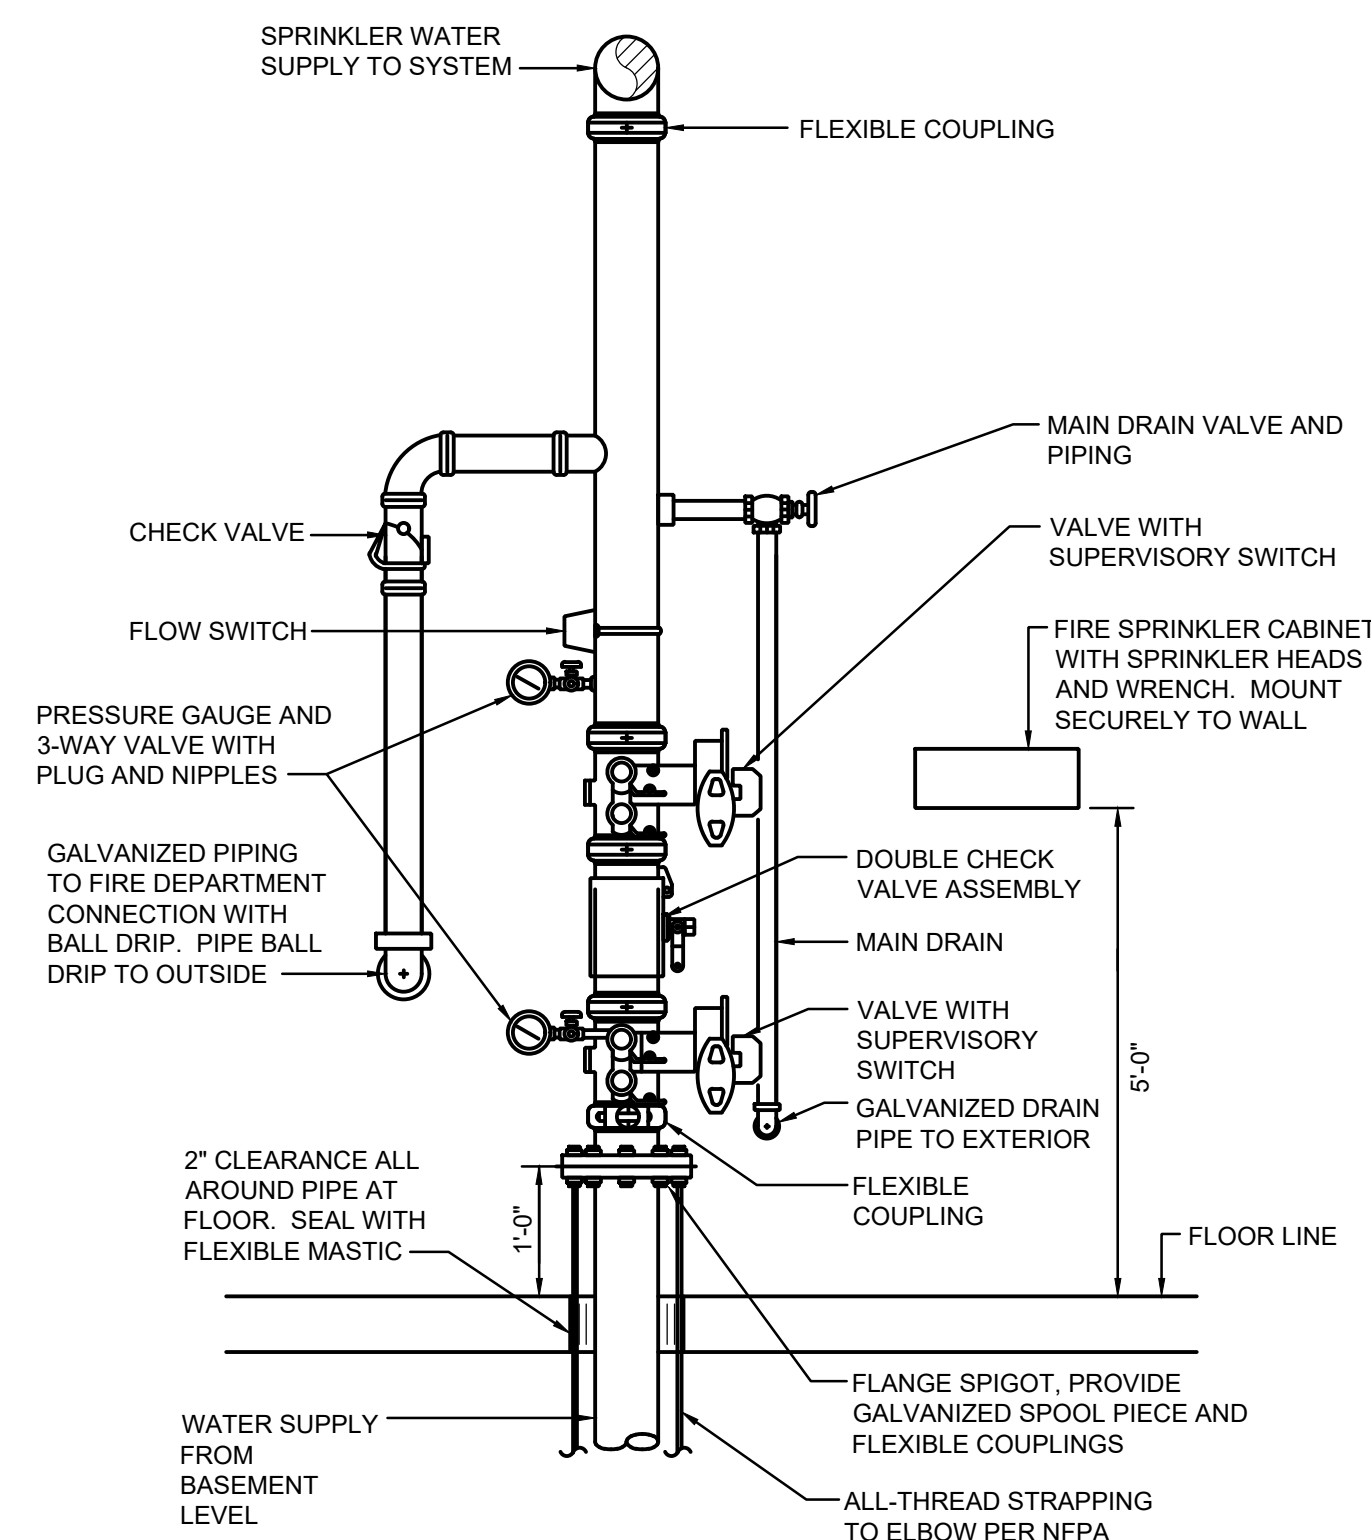 SPRINKLER WATER
SUPPLY TO SYSTEM
FLEXIBLE COUPLING
MAIN DRAIN VALVE AND
PIPING
CHECK VALVE
VALVE WITH
SUPERVISORY SWITCH
FLOW SWITCH
FIRE SPRINKLER CABINET
WITH SPRINKLER HEADS
AND WRENCH. MOUNT
SECURELY TO WALL
PRESSURE GAUGE AND
3-WAY VALVE WITH
PLUG AND NIPPLES
GALVANIZED PIPING
TO FIRE DEPARTMENT
CONNECTION WITH
BALL DRIP. PIPE BALL
DRIP TO OUTSIDE
DOUBLE CHECK
VALVE ASSEMBLY
MAIN DRAIN
VALVE WITH
SUPERVISORY
SWITCH
5'-0"
GALVANIZED DRAIN
PIPE TO EXTERIOR
2" CLEARANCE ALL
AROUND PIPE AT
FLOOR. SEAL WITH
FLEXIBLE MASTIC
1'-0"
FLEXIBLE
COUPLING
FLOOR LINE
FLANGE SPIGOT, PROVIDE
GALVANIZED SPOOL PIECE AND
FLEXIBLE COUPLINGS
WATER SUPPLY
FROM
BASEMENT
LEVEL
ALL-THREAD STRAPPING
TO ELBOW PER NFPA